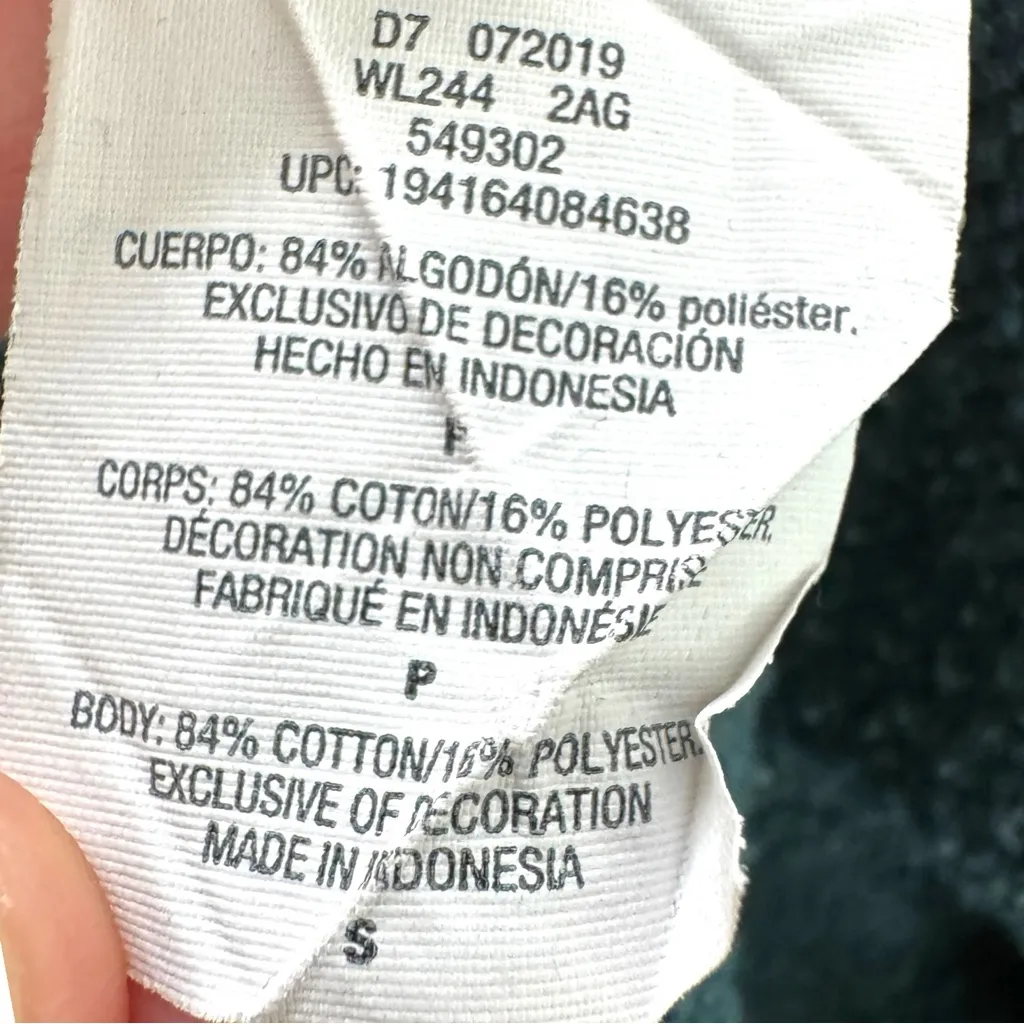 D7 072019
WL244 2AG
549302
UPC: 194164084638
CUERPO: 84% ALGODÓN/16% poliéster.
EXCLUSIVO DE DECORACIÓN
HECHO EN INDONESIA
CORPS: 84% COTON/16% POLYESER.
DÉCORATION NON COMPRIS
FABRIQUÉ EN INDONÉSIE
P
BODY: 84% COTTON/16% POLYESTER.
EXCLUSIVE OF DECORATION
MADE IN INDONESIA
S